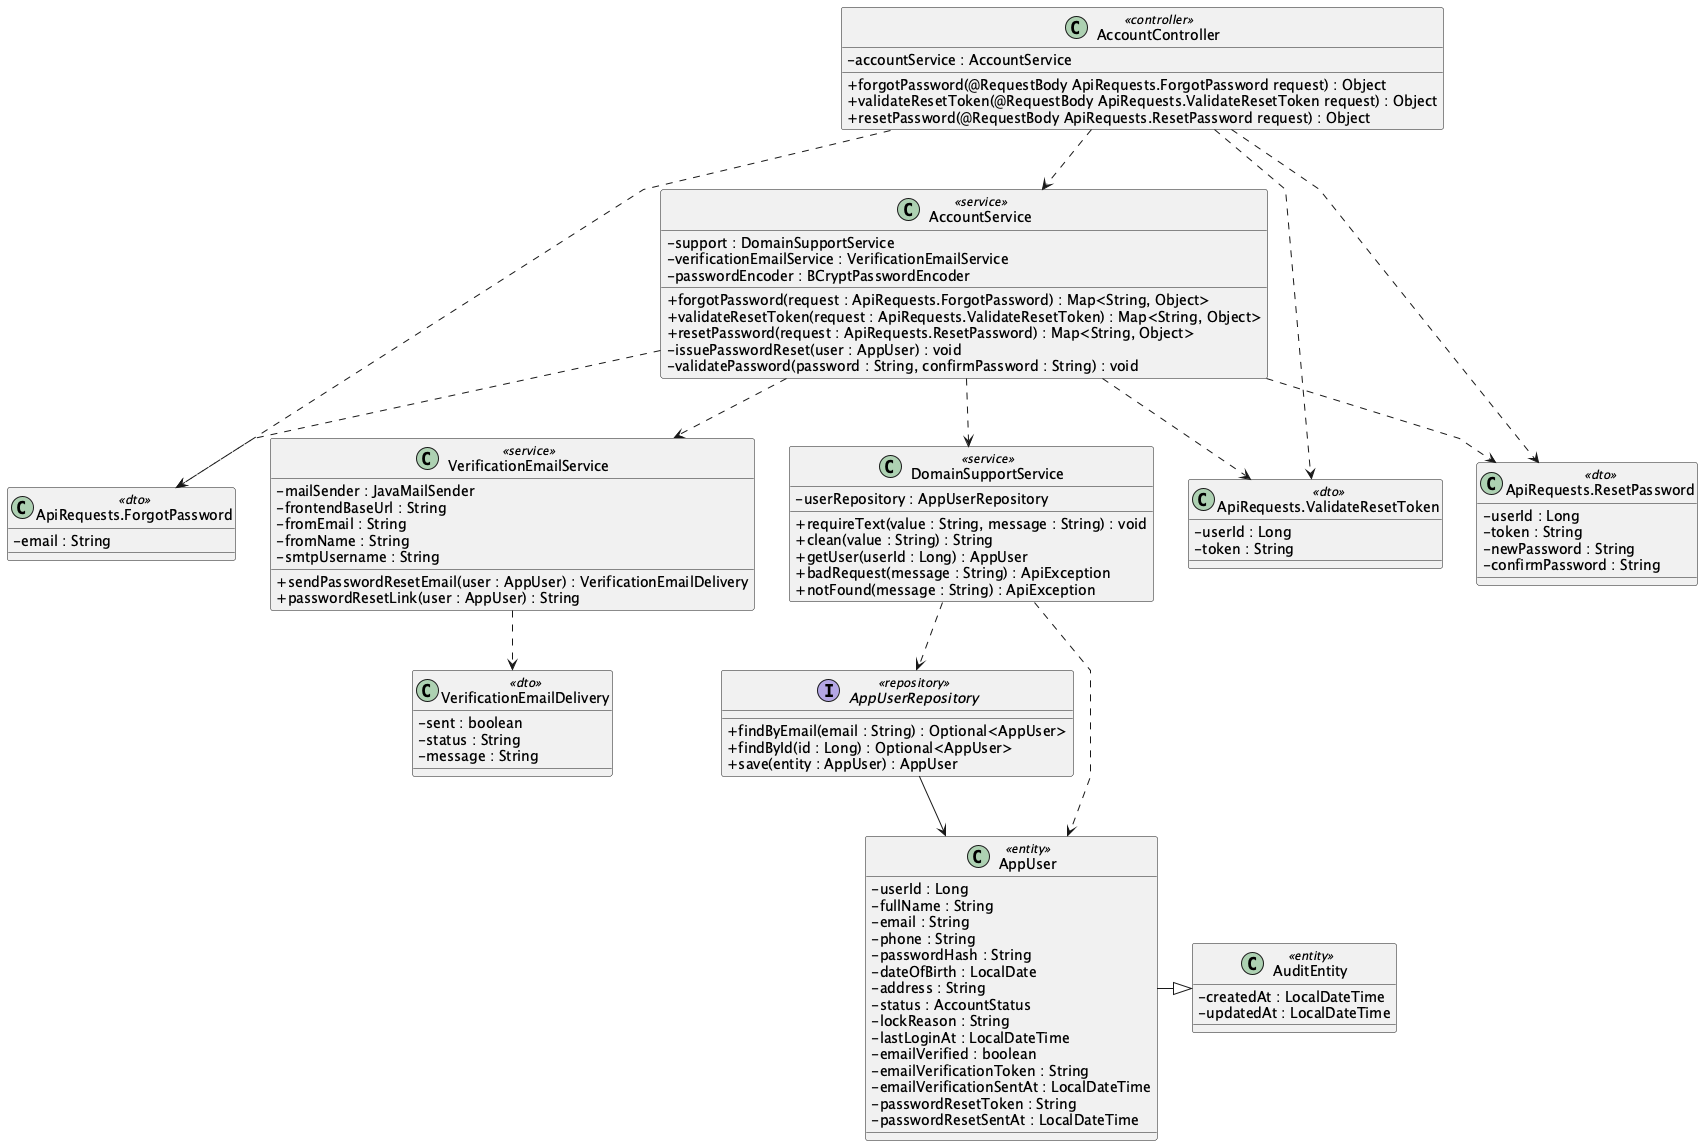 C
«controller»
AccountController
-accountService : AccountService
+forgotPassword(@RequestBody ApiRequests.ForgotPassword request) : Object
+validateResetToken(@RequestBody ApiRequests.ValidateResetToken request) : Object
+resetPassword(@RequestBody ApiRequests.ResetPassword request) : Object
C
«service»
AccountService
-support : DomainSupportService
-verificationEmailService : VerificationEmailService
-passwordEncoder : BCryptPasswordEncoder
+forgotPassword(request : ApiRequests.ForgotPassword) : Map<String, Object>
+validateResetToken(request : ApiRequests.ValidateResetToken) : Map<String, Object>
+resetPassword(request : ApiRequests.ResetPassword) : Map<String, Object>
-issuePasswordReset(user : AppUser) : void
-validatePassword(password : String, confirmPassword : String) : void
C
«dto»
ApiRequests.ForgotPassword
-email : String
C
«service»
VerificationEmailService
-mailSender : JavaMailSender
-frontendBaseUrl : String
-fromEmail : String
-fromName : String
-smtpUsername : String
+sendPasswordResetEmail(user : AppUser) : VerificationEmailDelivery
+passwordResetLink(user : AppUser) : String
C
«service»
DomainSupportService
-userRepository : AppUserRepository
+requireText(value : String, message : String) : void
+clean(value : String) : String
+getUser(userId : Long) : AppUser
+badRequest(message : String) : ApiException
+notFound(message : String) : ApiException
C
«dto»
ApiRequests.ValidateResetToken
-userId : Long
-token : String
C
«dto»
ApiRequests.ResetPassword
-userId : Long
-token : String
-newPassword : String
-confirmPassword : String
C
«dto»
VerificationEmailDelivery
-sent : boolean
-status : String
-message : String
I
«repository»
AppUserRepository
+findByEmail(email : String) : Optional<AppUser>
+findById(id : Long) : Optional<AppUser>
+save(entity : AppUser) : AppUser
C
«entity»
AppUser
-userId : Long
-fullName : String
-email : String
-phone : String
-passwordHash : String
-dateOfBirth : LocalDate
-address : String
-status : AccountStatus
-lockReason : String
-lastLoginAt : LocalDateTime
-emailVerified : boolean
-emailVerificationToken : String
-emailVerificationSentAt : LocalDateTime
-passwordResetToken : String
-passwordResetSentAt : LocalDateTime
C
«entity»
AuditEntity
-createdAt : LocalDateTime
-updatedAt : LocalDateTime